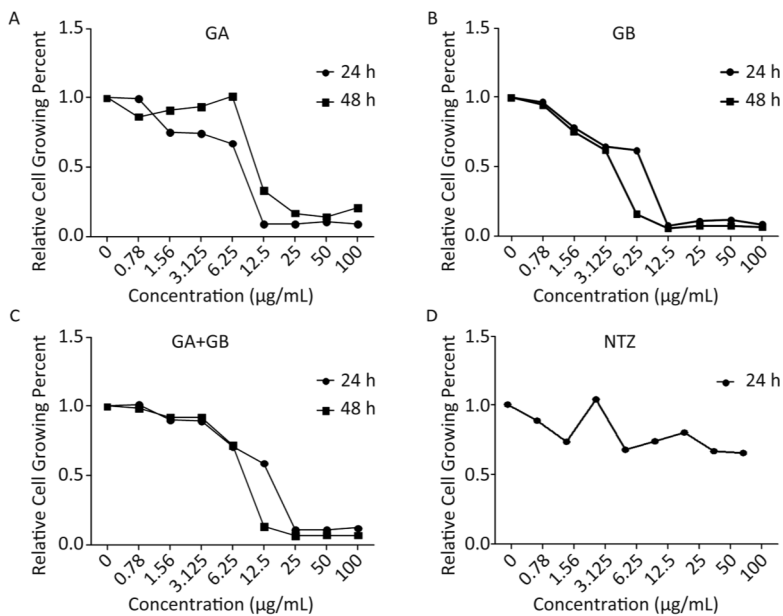 A
GA
1.5
1.0
0.5
0.0
Relative Cell Growing Percent
24 h
48 h
0 0.78 1.56 3.125 6.25 12.5 25 50 100
Concentration (µg/mL)
B
GB
1.5
1.0
0.5
0.0
Relative Cell Growing Percent
24 h
48 h
0 0.78 1.56 3.125 6.25 12.5 25 50 100
Concentration (µg/mL)
C
GA+GB
1.5
1.0
0.5
0.0
Relative Cell Growing Percent
24 h
48 h
0 0.78 1.56 3.125 6.25 12.5 25 50 100
Concentration (µg/mL)
D
NTZ
1.5
1.0
0.5
0.0
Relative Cell Growing Percent
24 h
0 0.78 1.56 3.125 6.25 12.5 25 50 100
Concentration (µg/mL)